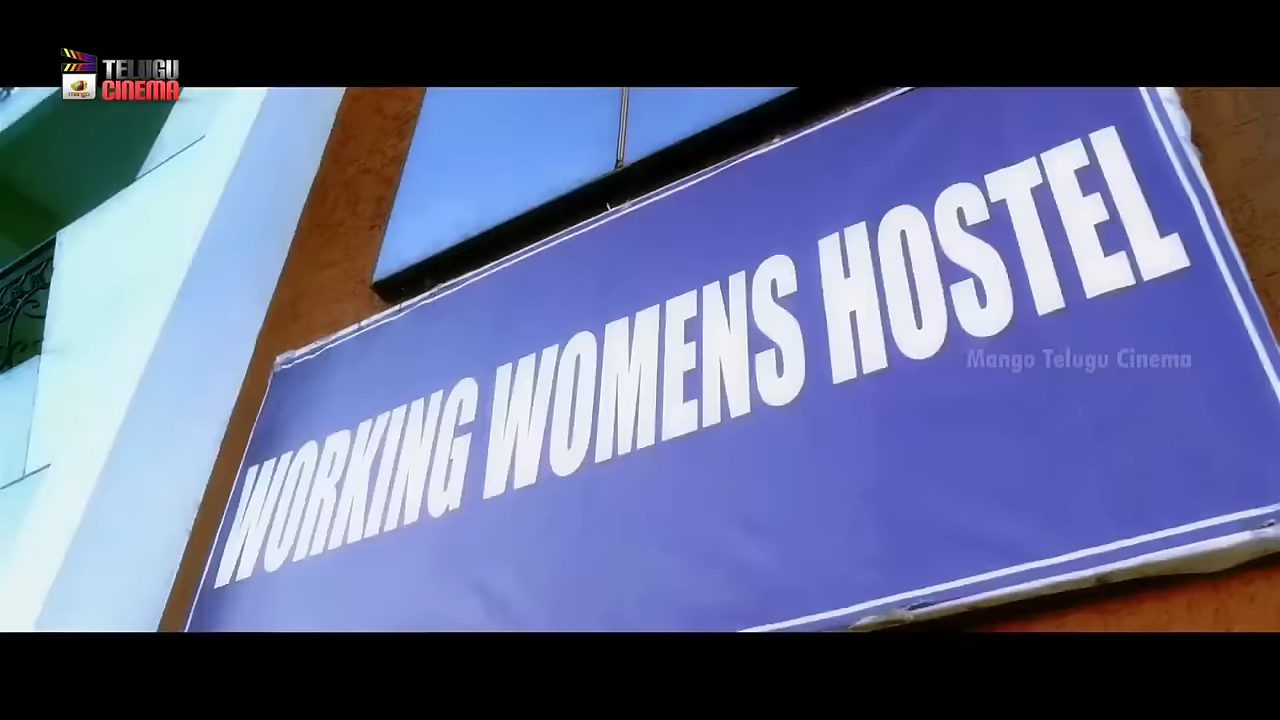 TELUGU
CINEMA
mango
WORKING WOMENS HOSTEL
Mango Telugu Cinema